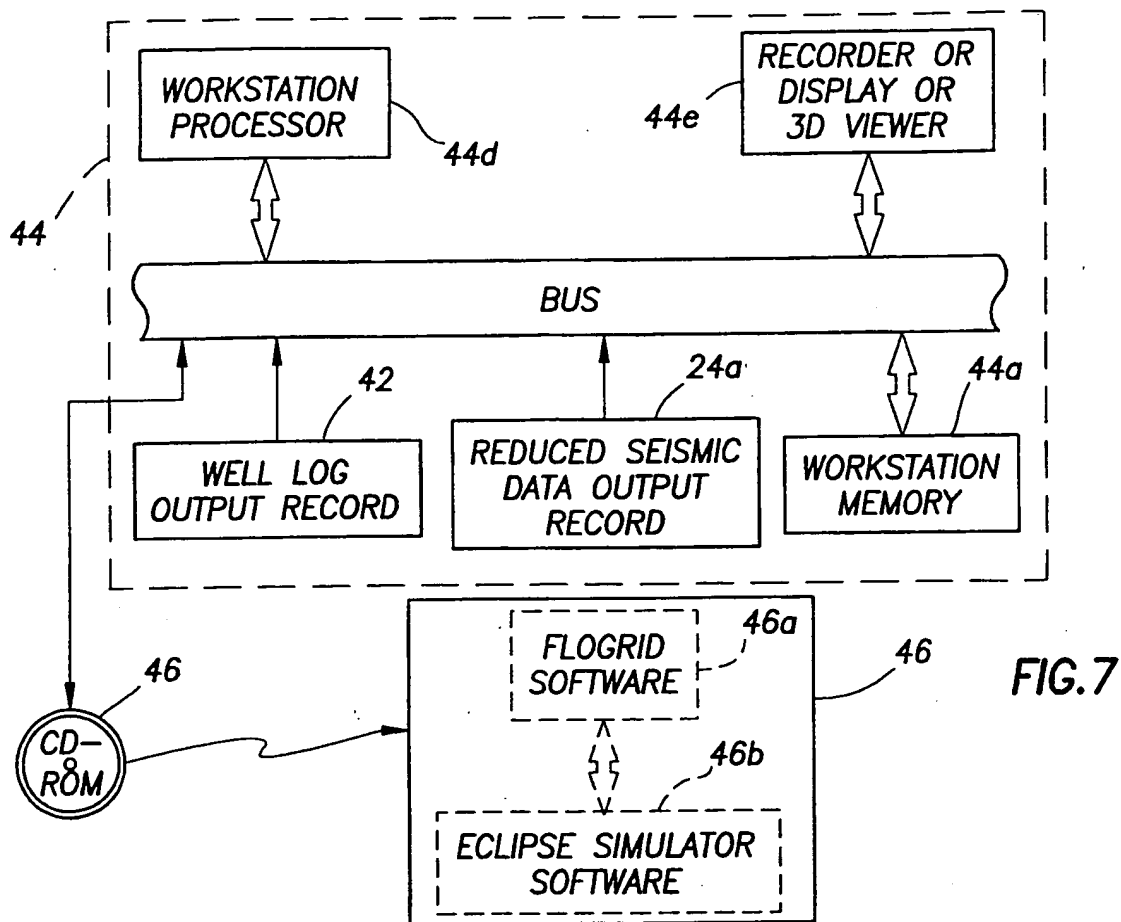 WORKSTATION
PROCESSOR
44d
RECORDER OR
DISPLAY OR
3D VIEWER
44e
44
BUS
42
WELL LOG
OUTPUT RECORD
24a
REDUCED SEISMIC
DATA OUTPUT
RECORD
44a
WORKSTATION
MEMORY
46
CD-
ROM
FLOGRID
SOFTWARE
46a
46
46b
ECLIPSE SIMULATOR
SOFTWARE
FIG.7